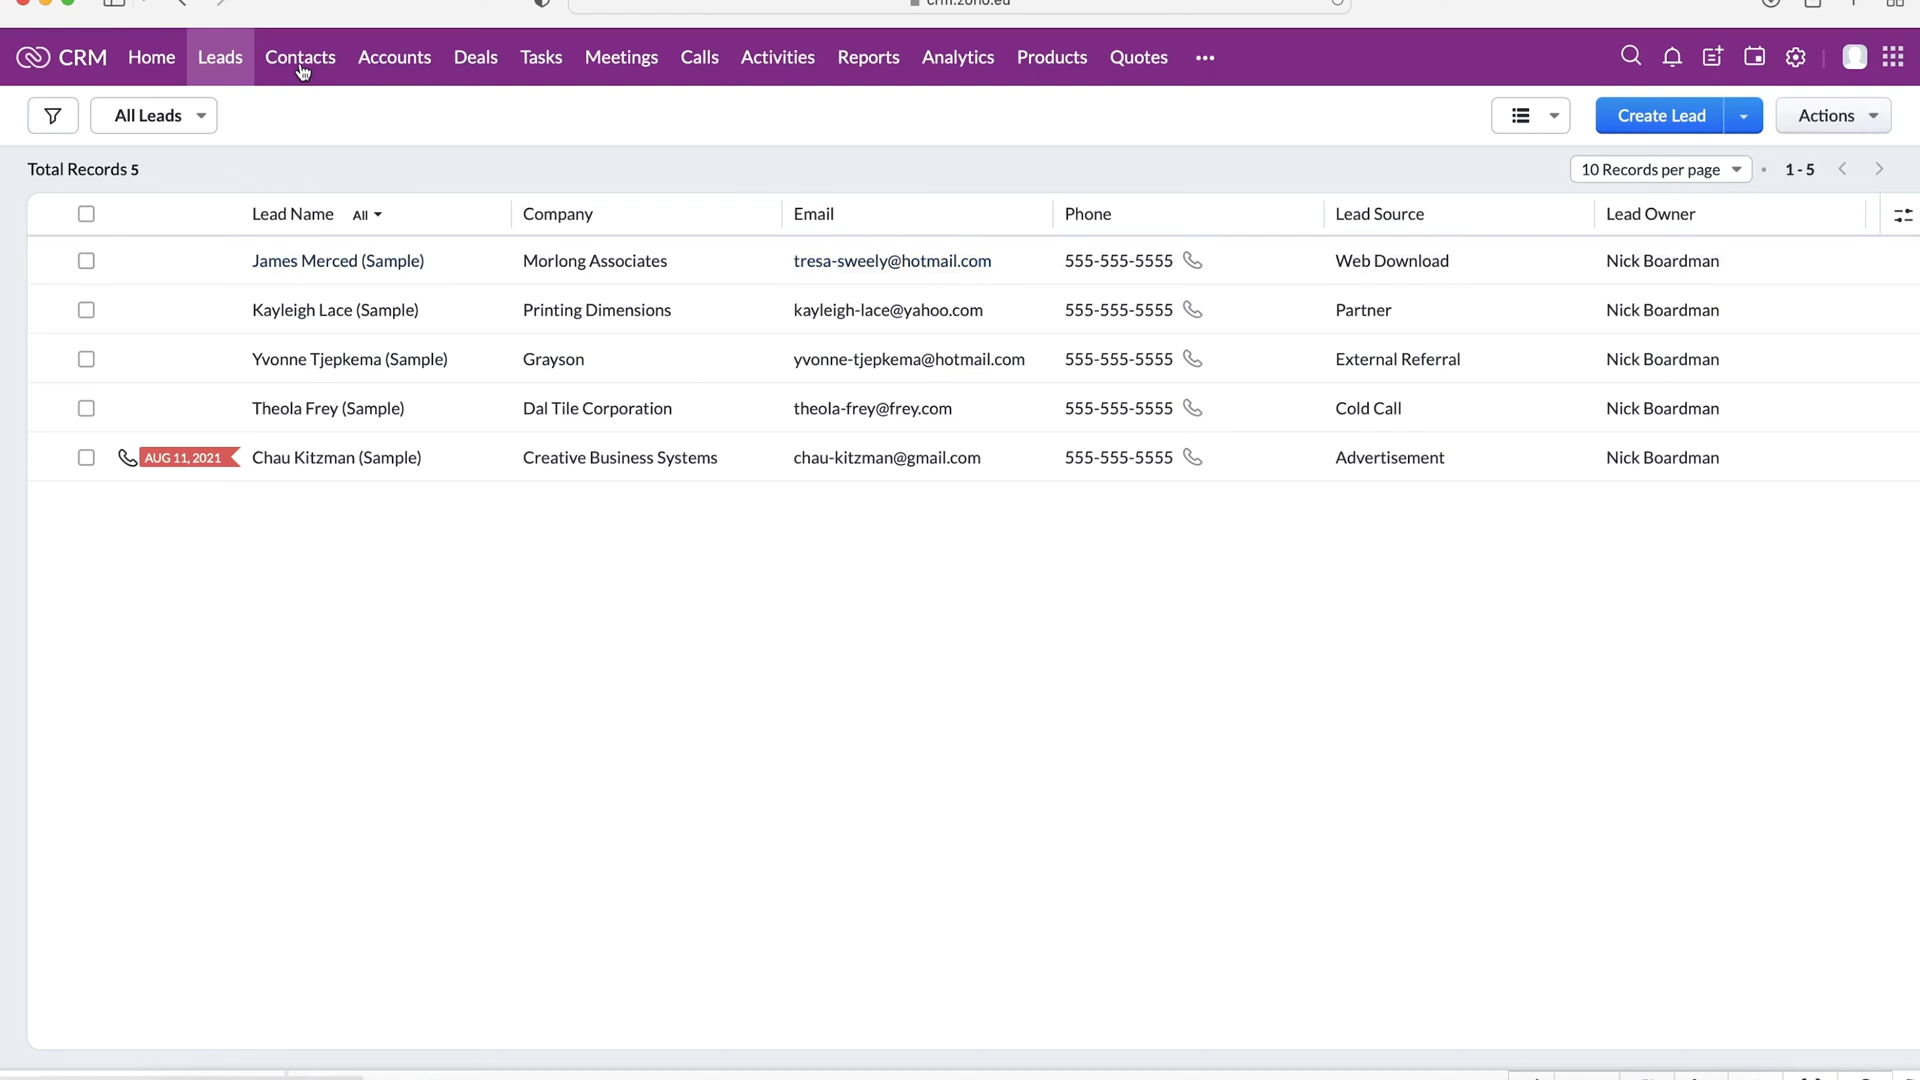 CRM Home Leads Contacts Accounts Deals Tasks Meetings Calls Activities Reports Analytics Products Quotes •••
All Leads Create Lead Actions
Total Records 5 10 Records per page • 1 - 5
Lead Name All Company Email Phone Lead Source Lead Owner
James Merced (Sample) Morlong Associates tresa-sweely@hotmail.com 555-555-5555 Web Download Nick Boardman
Kayleigh Lace (Sample) Printing Dimensions kayleigh-lace@yahoo.com 555-555-5555 Partner Nick Boardman
Yvonne Tjepkema (Sample) Grayson yvonne-tjepkema@hotmail.com 555-555-5555 External Referral Nick Boardman
Theola Frey (Sample) Dal Tile Corporation theola-frey@frey.com 555-555-5555 Cold Call Nick Boardman
AUG 11, 2021 Chau Kitzman (Sample) Creative Business Systems chau-kitzman@gmail.com 555-555-5555 Advertisement Nick Boardman